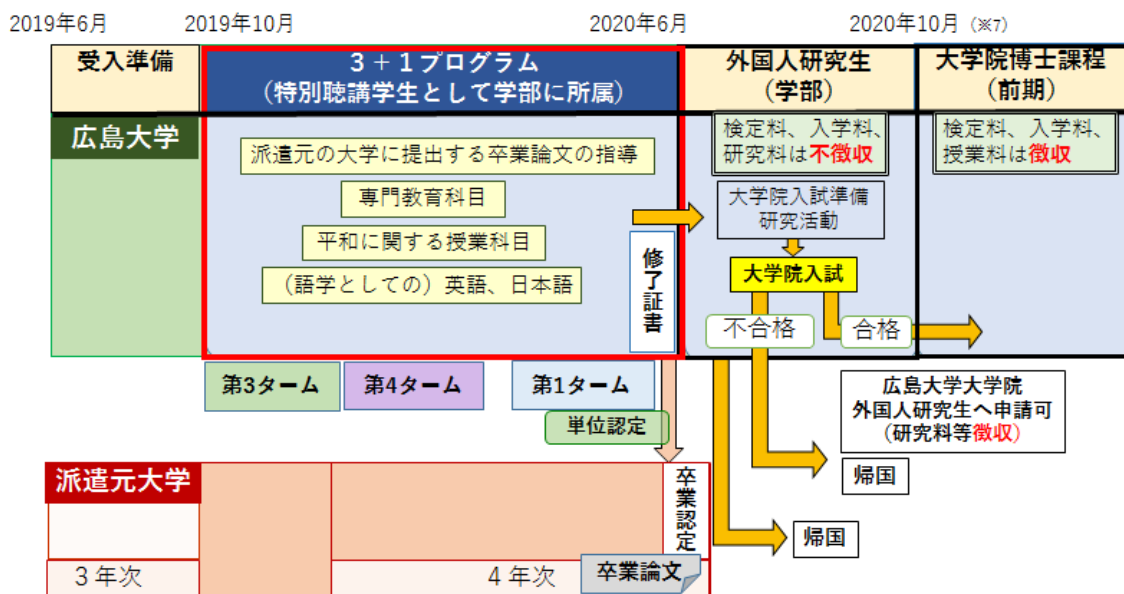 2019年6月
2019年10月
2020年6月
2020年10月（※7）
受入準備
3＋1プログラム
（特別聴講学生として学部に所属）
外国人研究生
（学部）
大学院博士課程
（前期）
広島大学
派遣元の大学に提出する卒業論文の指導
専門教育科目
平和に関する授業科目
（語学としての）英語、日本語
修了証書
検定料、入学料、
研究料は不徴収
大学院入試準備
研究活動
大学院入試
不合格
合格
検定料、入学料、
授業料は徴収
第3ターム
第4ターム
第1ターム
単位認定
広島大学大学院
外国人研究生へ申請可
（研究料等徴収）
帰国
帰国
派遣元大学
卒業認定
3年次
4年次
卒業論文